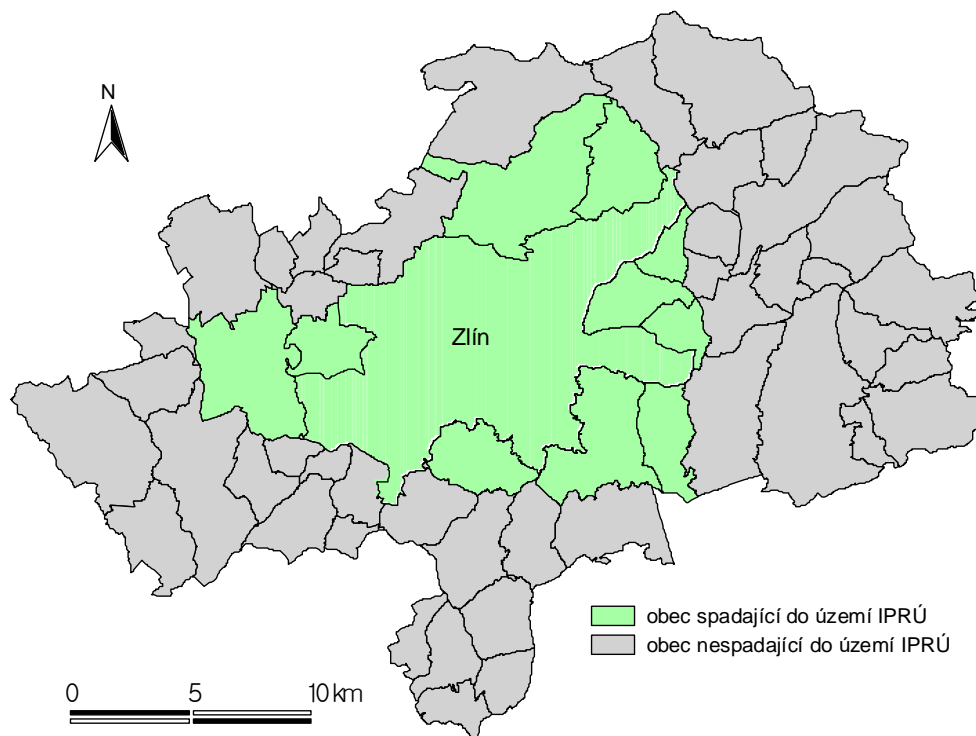 N
Zlín
obec spadající do území IPRÚ
obec nespadající do území IPRÚ
0 5 10 km